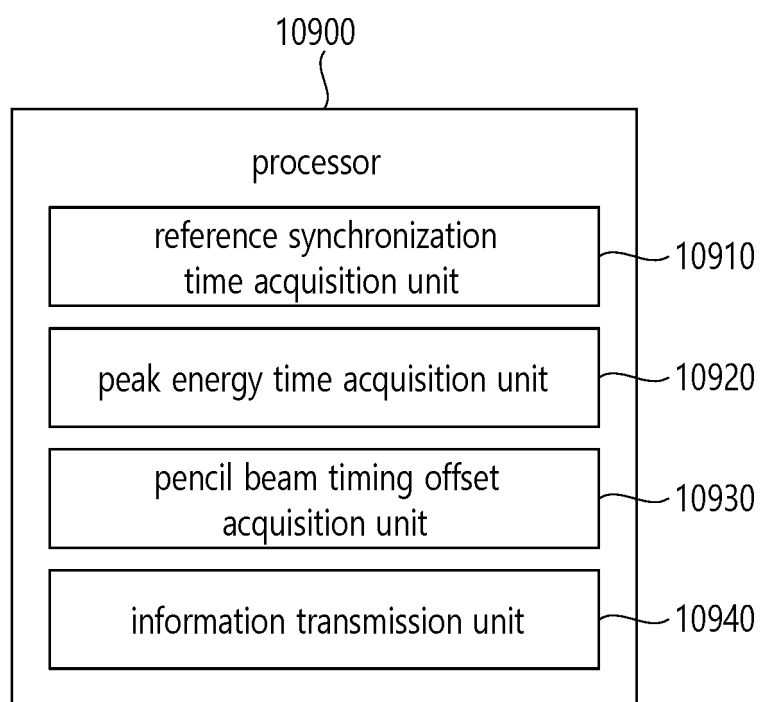 10900
processor
reference synchronization
time acquisition unit
10910
peak energy time acquisition unit
10920
pencil beam timing offset
acquisition unit
10930
information transmission unit
10940